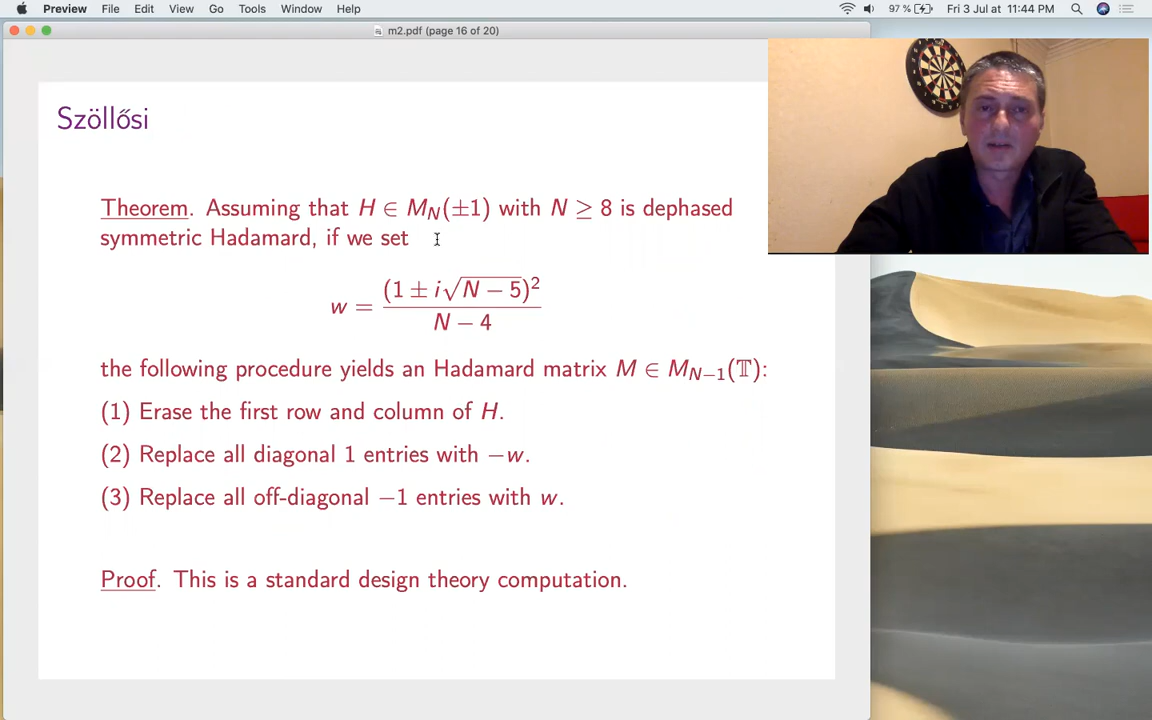 Preview File Edit View Go Tools Window Help 97 % Fri 3 Jul at 11:44 PM
m2.pdf (page 16 of 20)
Szöllősi
Theorem. Assuming that H ∈ M_N(±1) with N ≥ 8 is dephased
symmetric Hadamard, if we set
w = (1 ± i√(N − 5))² / (N − 4)
the following procedure yields an Hadamard matrix M ∈ M_{N−1}(𝕋):
(1) Erase the first row and column of H.
(2) Replace all diagonal 1 entries with −w.
(3) Replace all off-diagonal −1 entries with w.
Proof. This is a standard design theory computation.